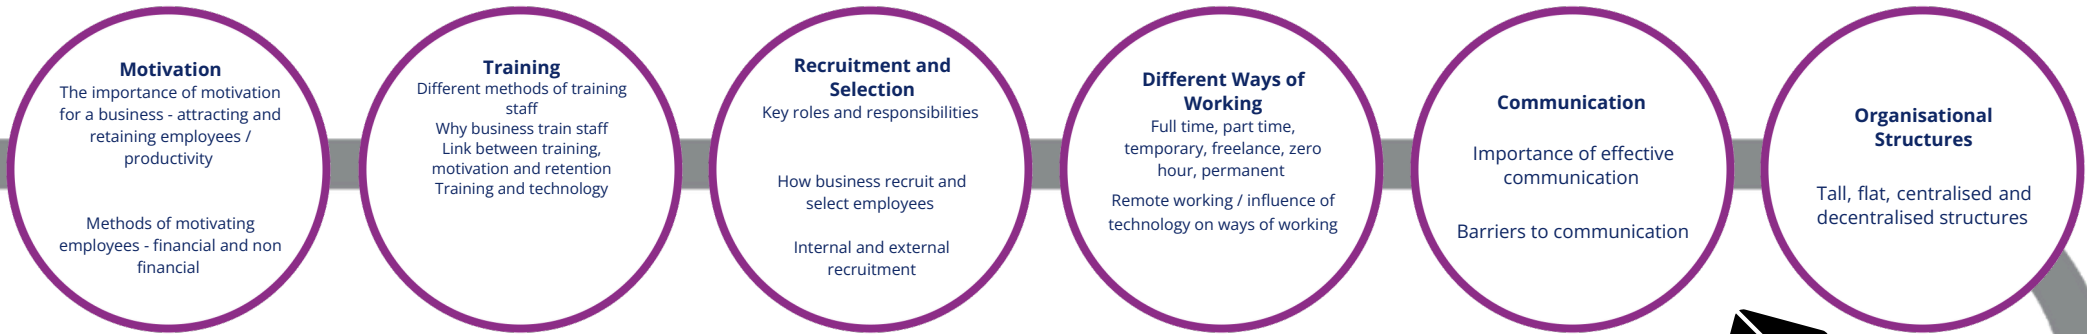 Motivation
The importance of motivation
for a business - attracting and
retaining employees /
productivity
Methods of motivating
employees - financial and non
financial
Training
Different methods of training
staff
Why business train staff
Link between training,
motivation and retention
Training and technology
Recruitment and
Selection
Key roles and responsibilities
How business recruit and
select employees
Internal and external
recruitment
Different Ways of
Working
Full time, part time,
temporary, freelance, zero
hour, permanent
Remote working / influence of
technology on ways of working
Communication
Importance of effective
communication
Barriers to communication
Organisational
Structures
Tall, flat, centralised and
decentralised structures